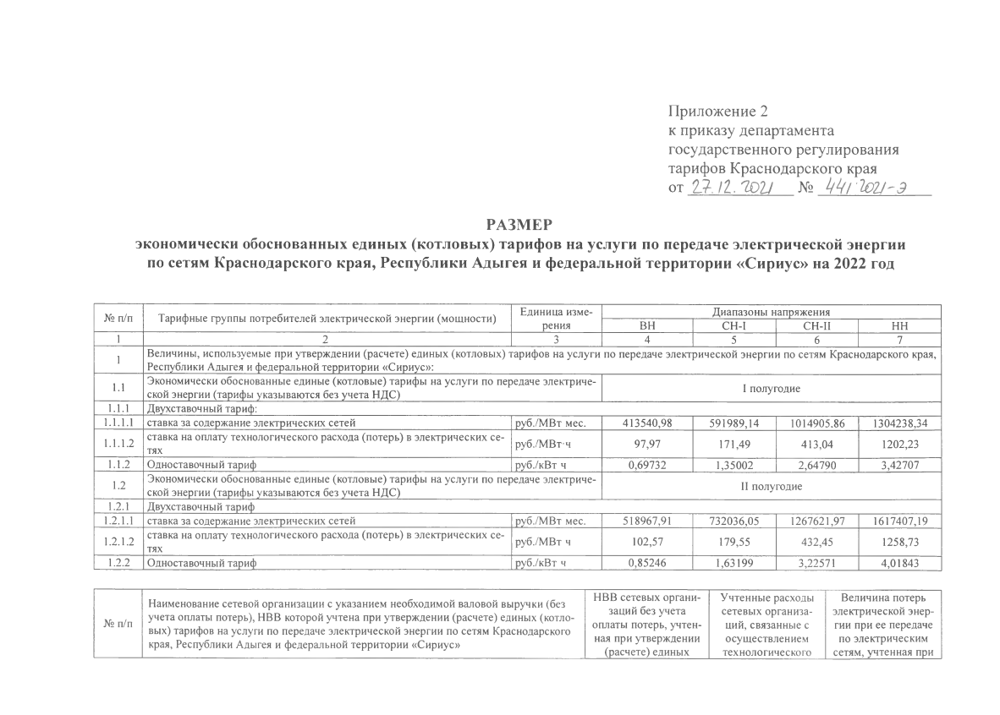 Приложение 2
к приказу департамента
государственного регулирования
тарифов Краснодарского края
от 27.12.2021 № 441/2021-э
РАЗМЕР
экономически обоснованных единых (котловых) тарифов на услуги по передаче электрической энергии
по сетям Краснодарского края, Республики Адыгея и федеральной территории «Сириус» на 2022 год
№ п/п Тарифные группы потребителей электрической энергии (мощности) Единица изме-
рения Диапазоны напряжения
ВН СН-I СН-II НН
1 2 3 4 5 6 7
1 Величины, используемые при утверждении (расчете) единых (котловых) тарифов на услуги по передаче электрической энергии по сетям Краснодарского края,
Республики Адыгея и федеральной территории «Сириус»:
1.1 Экономически обоснованные единые (котловые) тарифы на услуги по передаче электриче-
ской энергии (тарифы указываются без учета НДС) I полугодие
1.1.1 Двухставочный тариф:
1.1.1.1 ставка за содержание электрических сетей руб./МВт мес. 413540,98 591989,14 1014905.86 1304238,34
1.1.1.2 ставка на оплату технологического расхода (потерь) в электрических се-
тях руб./МВт·ч 97,97 171,49 413,04 1202,23
1.1.2 Одноставочный тариф руб./кВт ч 0,69732 1,35002 2,64790 3,42707
1.2 Экономически обоснованные единые (котловые) тарифы на услуги по передаче электриче-
ской энергии (тарифы указываются без учета НДС) II полугодие
1.2.1 Двухставочный тариф
1.2.1.1 ставка за содержание электрических сетей руб./МВт мес. 518967,91 732036,05 1267621,97 1617407,19
1.2.1.2 ставка на оплату технологического расхода (потерь) в электрических се-
тях руб./МВт ч 102,57 179,55 432,45 1258,73
1.2.2 Одноставочный тариф руб./кВт ч 0,85246 1,63199 3,22571 4,01843
№ п/п
Наименование сетевой организации с указанием необходимой валовой выручки (без
учета оплаты потерь), НВВ которой учтена при утверждении (расчете) единых (котло-
вых) тарифов на услуги по передаче электрической энергии по сетям Краснодарского
края, Республики Адыгея и федеральной территории «Сириус»
НВВ сетевых органи-
заций без учета
оплаты потерь, учтен-
ная при утверждении
(расчете) единых
Учтенные расходы
сетевых организа-
ций, связанные с
осуществлением
технологического
Величина потерь
электрической энер-
гии при ее передаче
по электрическим
сетям, учтенная при